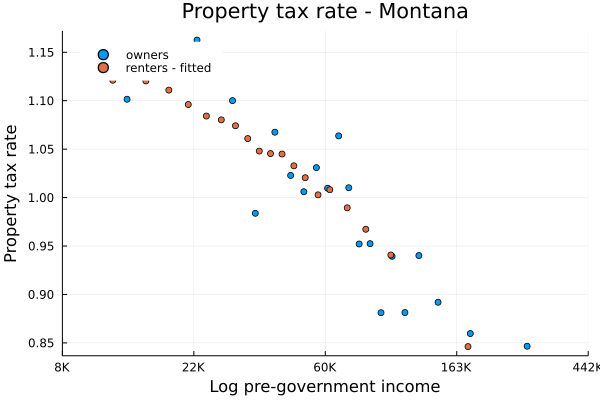 Property tax rate - Montana
owners
renters - fitted
Property tax rate
1.15
1.10
1.05
1.00
0.95
0.90
0.85
8K 22K 60K 163K 442K
Log pre-government income